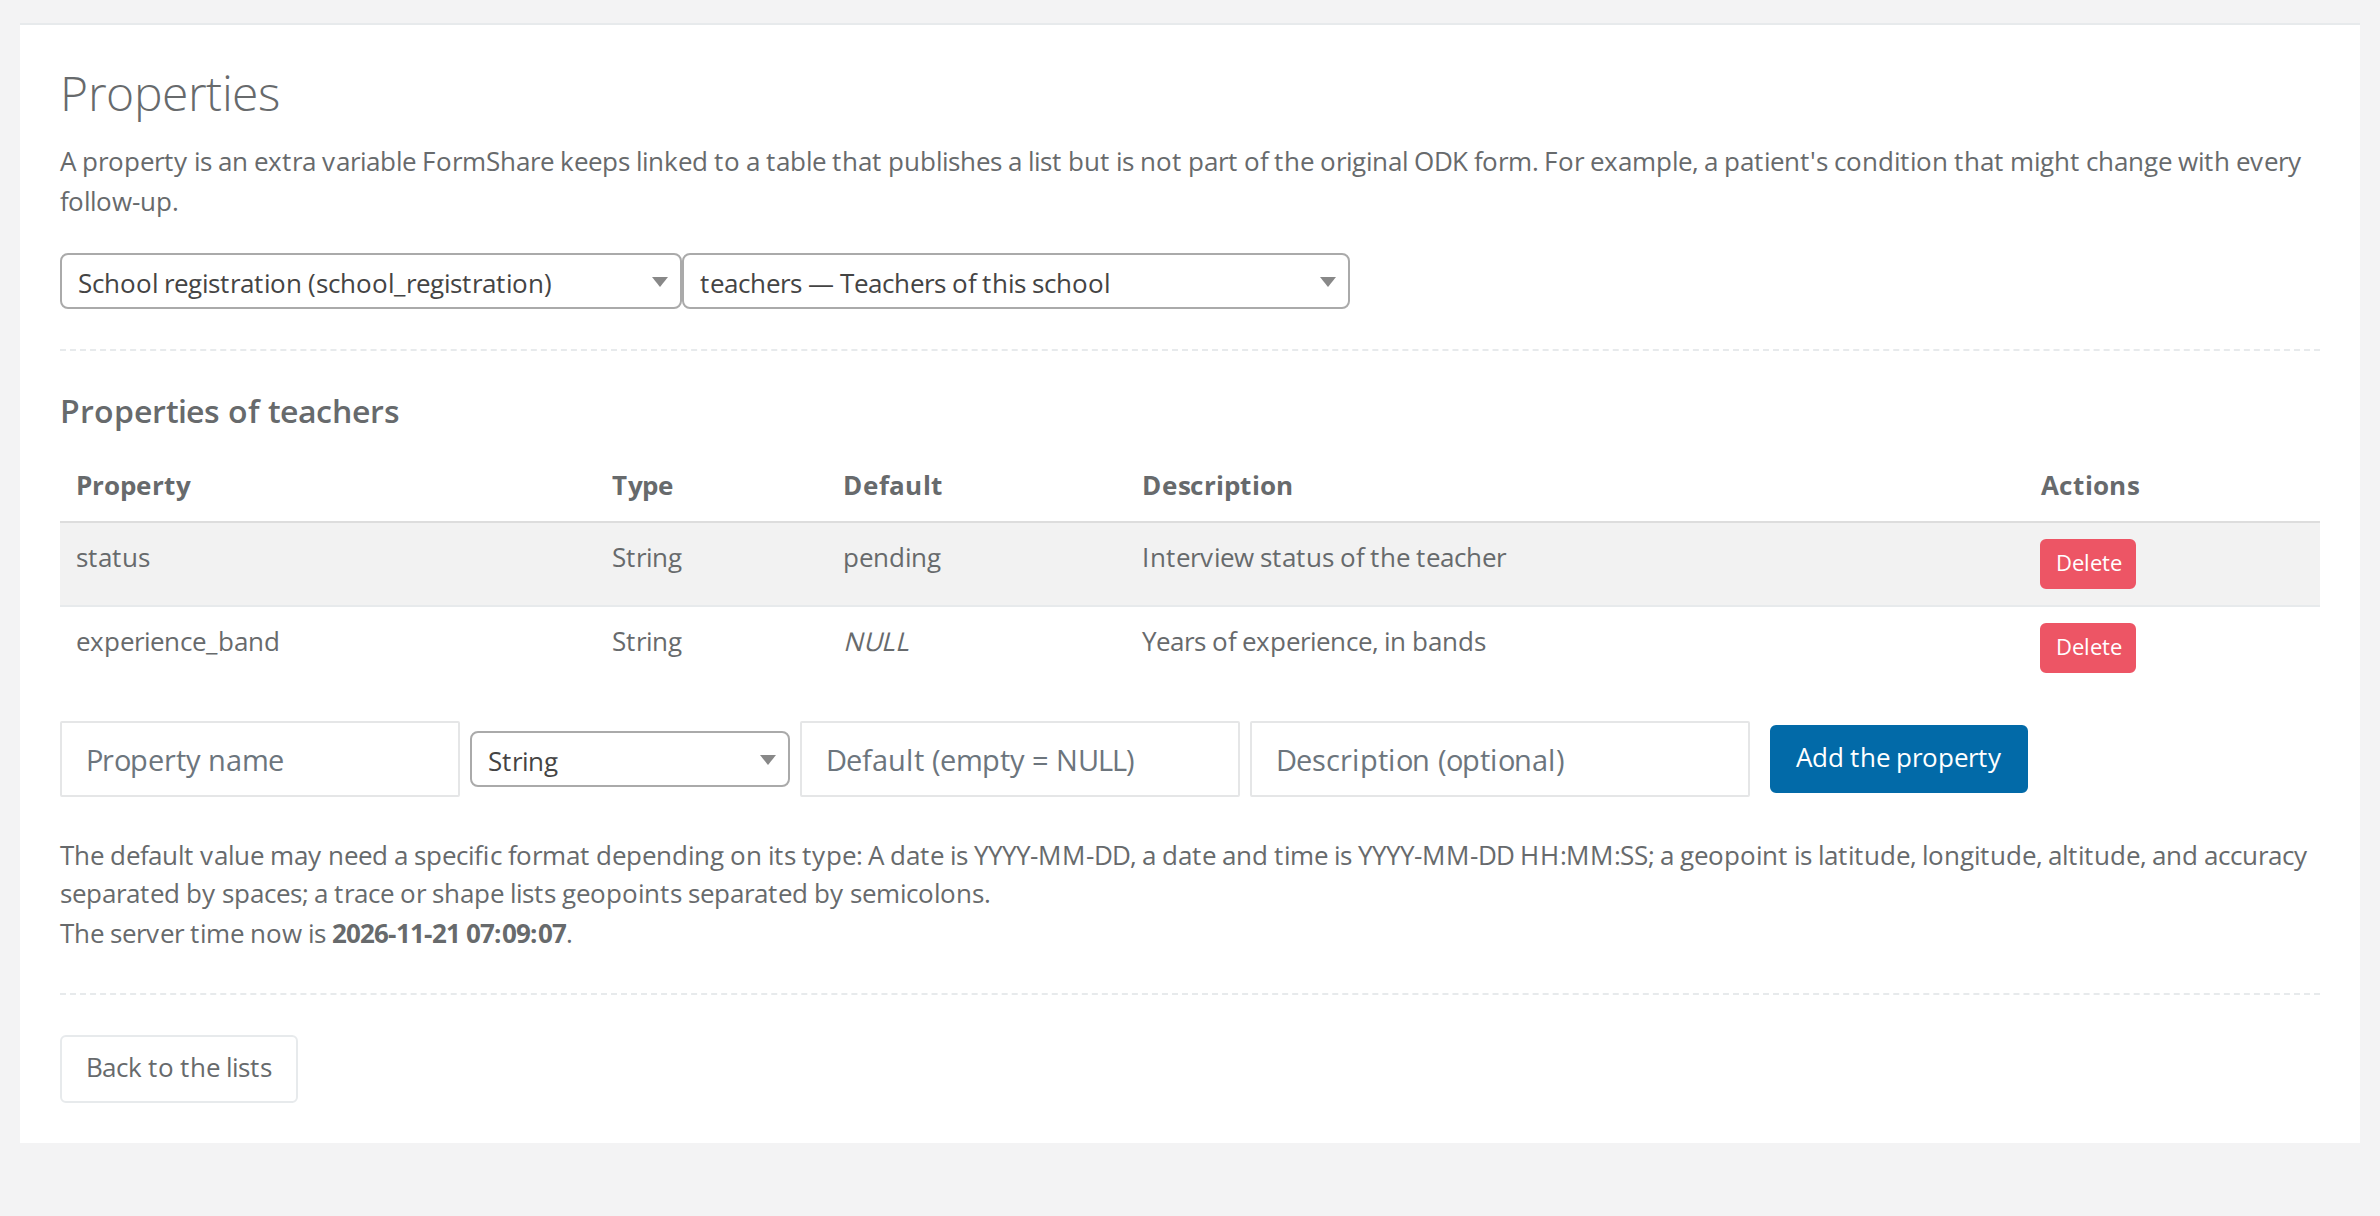 Properties
A property is an extra variable FormShare keeps linked to a table that publishes a list but is not part of the original ODK form. For example, a patient's condition that might change with every
follow-up.
School registration (school_registration) teachers — Teachers of this school
Properties of teachers
Property Type Default Description Actions
status String pending Interview status of the teacher Delete
experience_band String NULL Years of experience, in bands Delete
Property name String Default (empty = NULL) Description (optional) Add the property
The default value may need a specific format depending on its type: A date is YYYY-MM-DD, a date and time is YYYY-MM-DD HH:MM:SS; a geopoint is latitude, longitude, altitude, and accuracy
separated by spaces; a trace or shape lists geopoints separated by semicolons.
The server time now is 2026-11-21 07:09:07.
Back to the lists